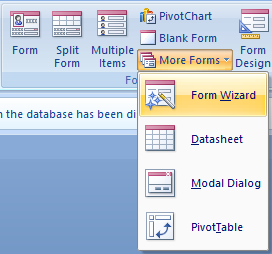 PivotChart
Blank Form
More Forms
Form
Split
Form
Multiple
Items
Form
Design
Fo
n the database has been di
Form Wizard
Datasheet
Modal Dialog
PivotTable